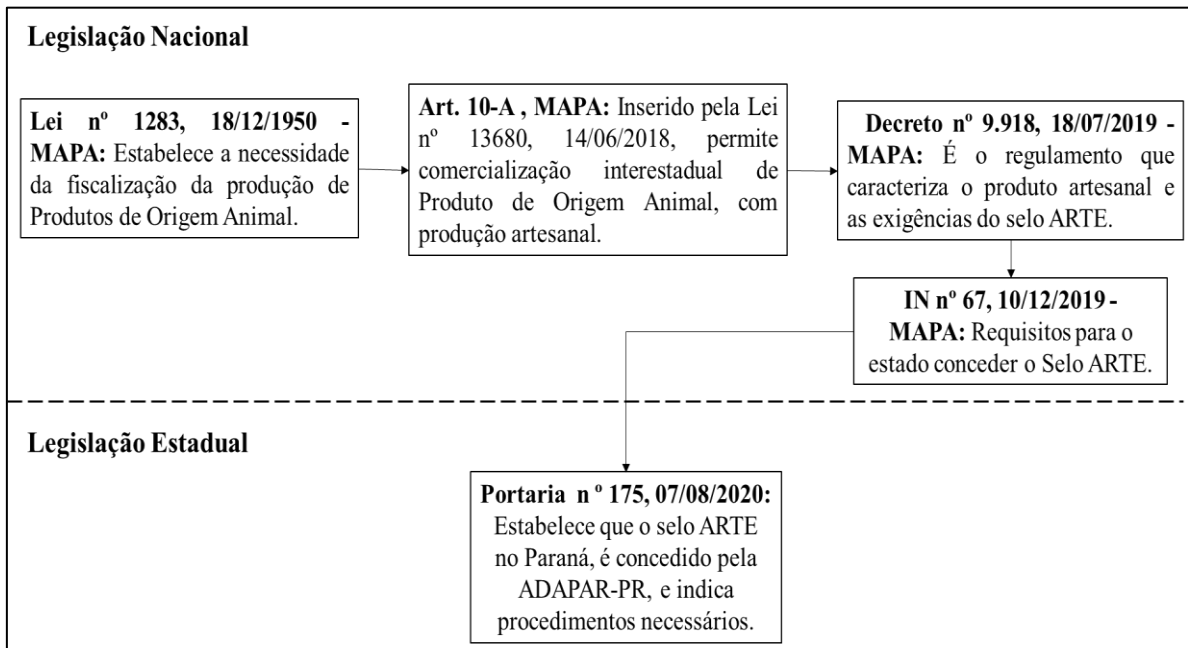 Legislação Nacional
Lei nº 1283, 18/12/1950 -
MAPA: Estabelece a necessidade
da fiscalização da produção de
Produtos de Origem Animal.
Art. 10-A , MAPA: Inserido pela Lei
nº 13680, 14/06/2018, permite
comercialização interestadual de
Produto de Origem Animal, com
produção artesanal.
Decreto nº 9.918, 18/07/2019 -
MAPA: É o regulamento que
caracteriza o produto artesanal e
as exigências do selo ARTE.
IN nº 67, 10/12/2019 -
MAPA: Requisitos para o
estado conceder o Selo ARTE.
Legislação Estadual
Portaria n º 175, 07/08/2020:
Estabelece que o selo ARTE
no Paraná, é concedido pela
ADAPAR-PR, e indica
procedimentos necessários.